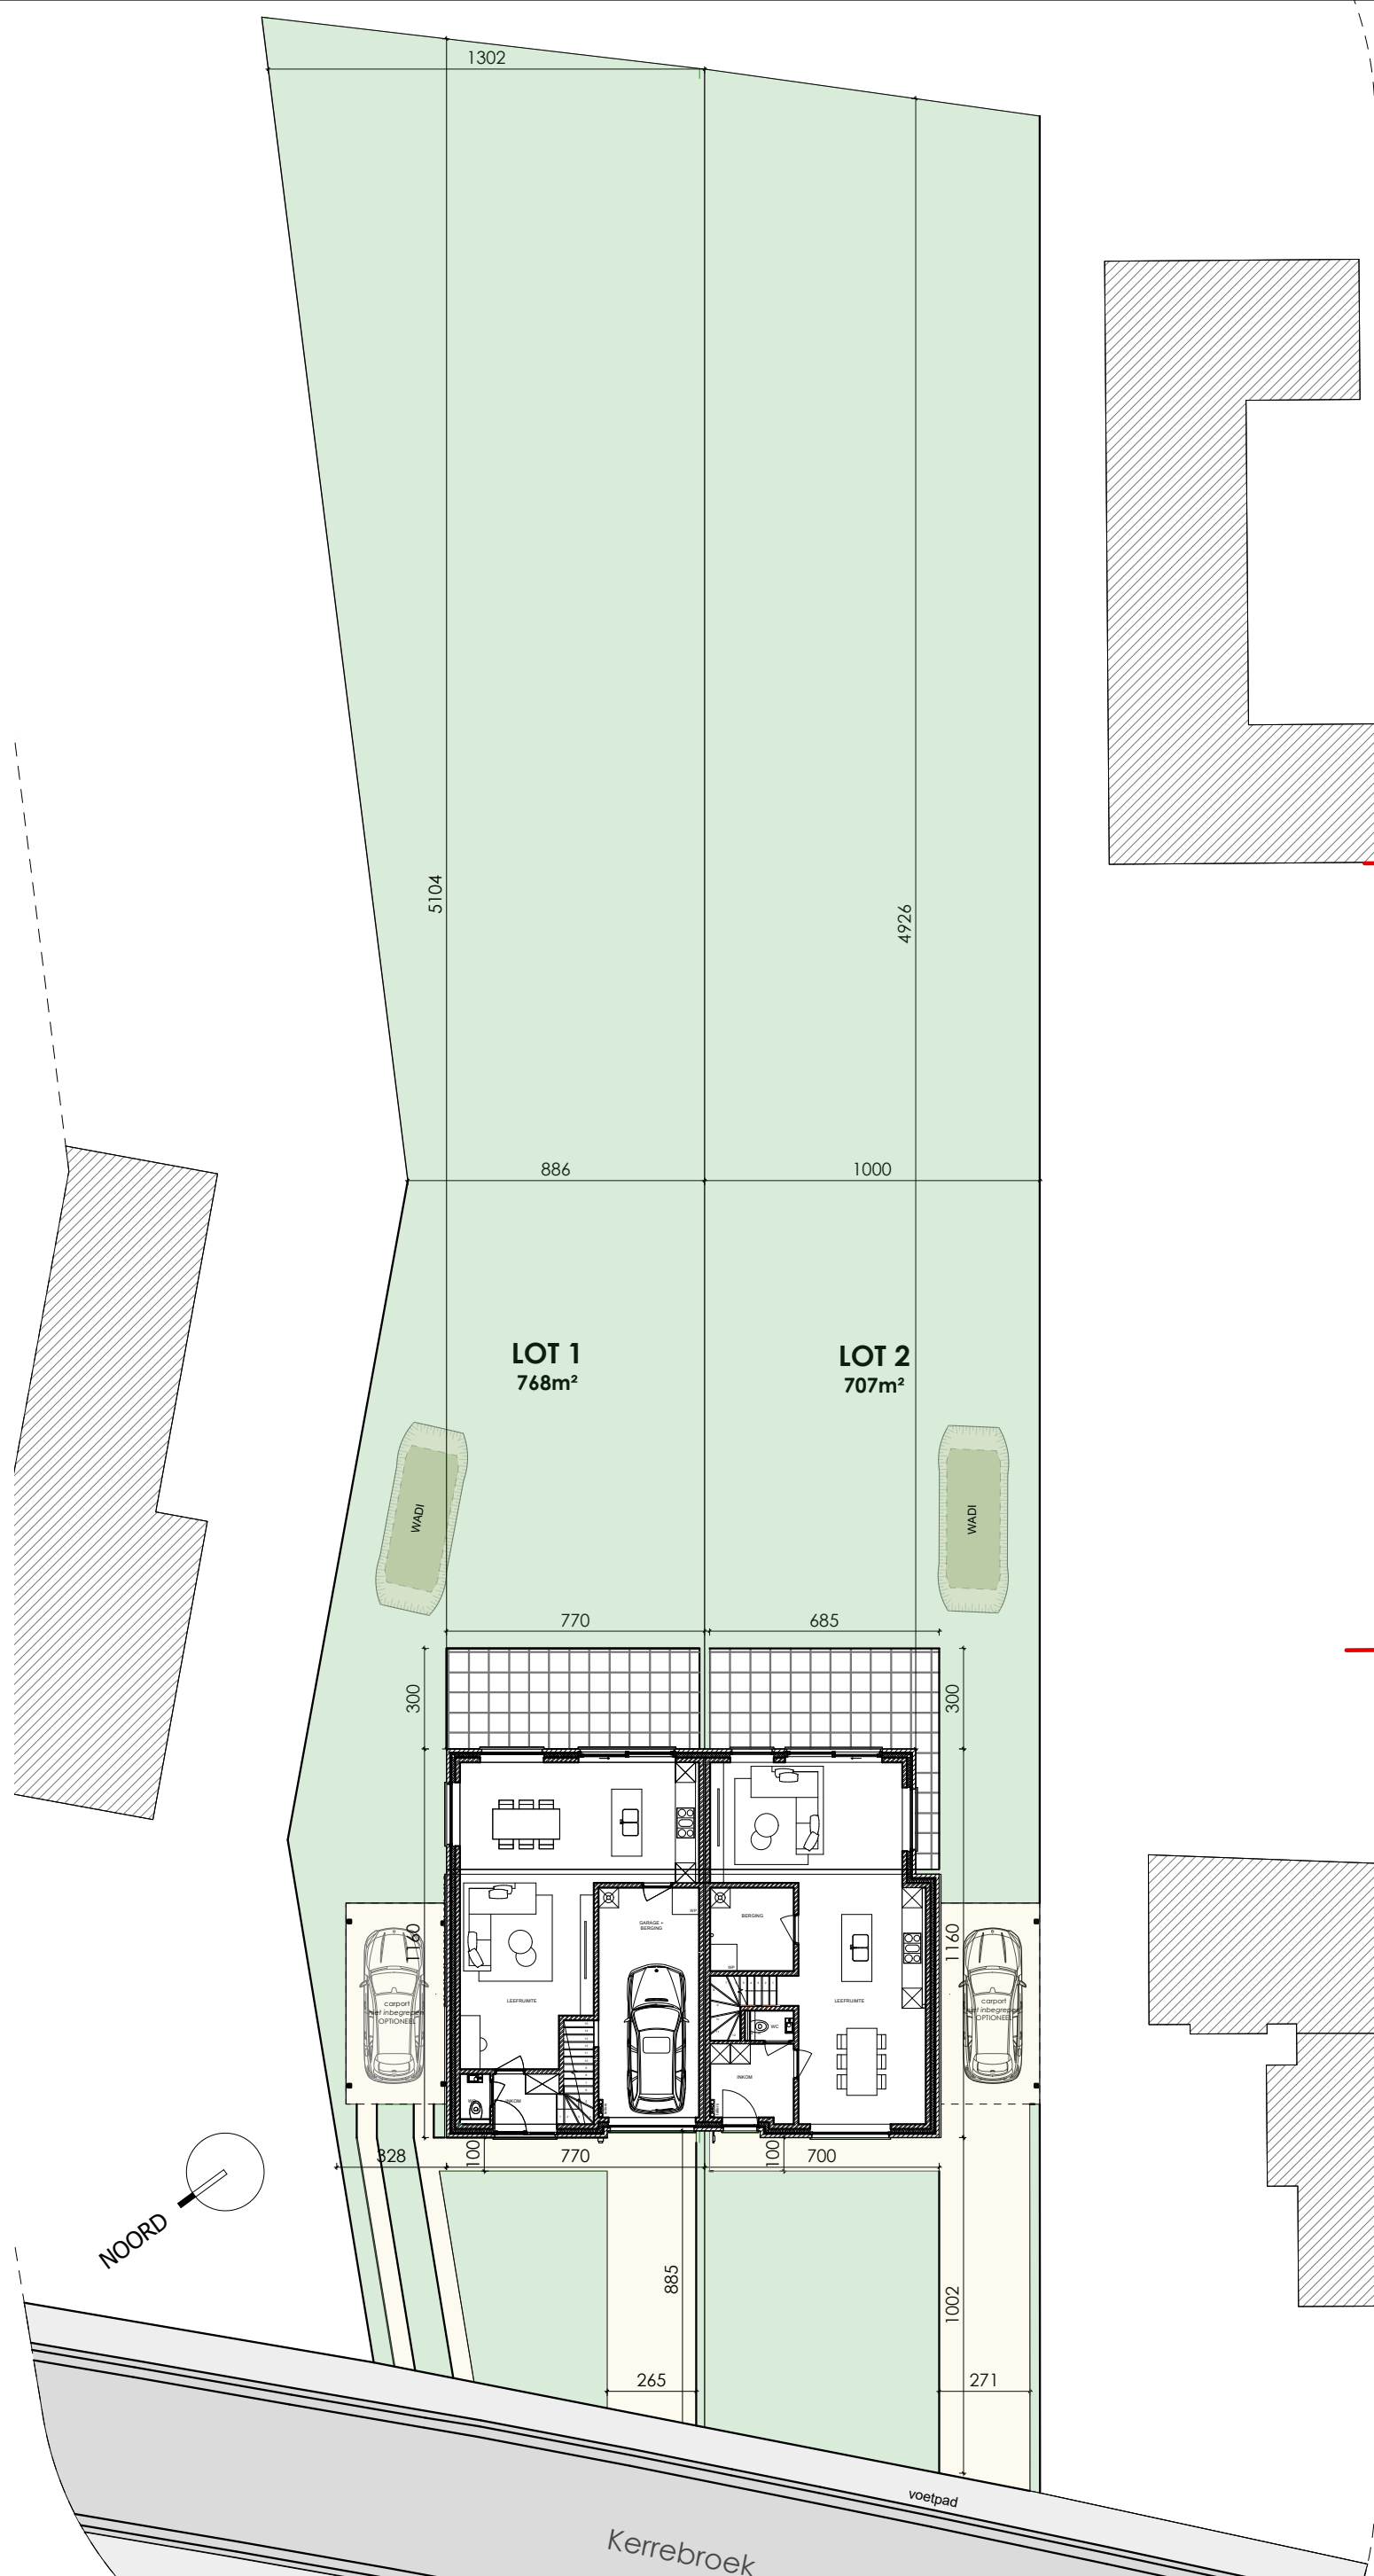 1302
5104
4926
886
1000
LOT 1
768m²
LOT 2
707m²
WADI
WADI
770
685
300
300
GARAGE +
BERGING
WP
BERGING
WP
1160
1160
carport
niet inbegrepen
OPTIONEEL
LEEFRUIMTE
LEEFRUIMTE
carport
niet inbegrepen
OPTIONEEL
WC
INKOM
INKOM
328
100
770
100
700
NOORD
885
1002
265
271
voetpad
Kerrebroek